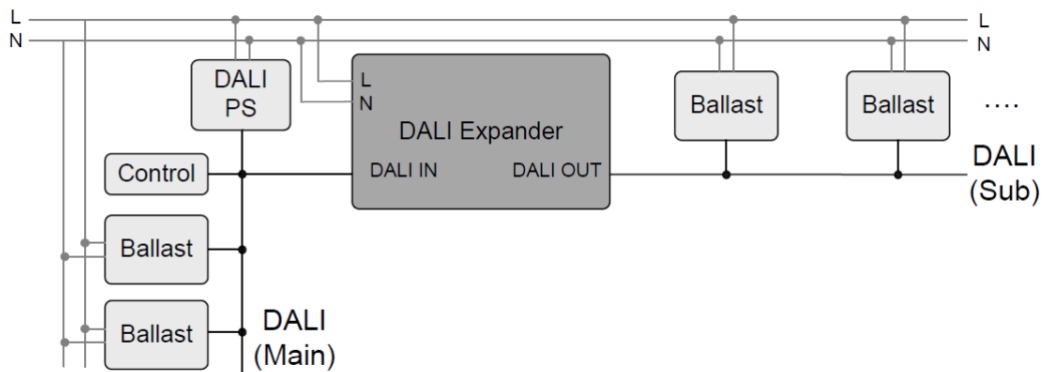 L
N
L
N
DALI
PS
L
N
DALI Expander
DALI IN
DALI OUT
Ballast
Ballast
....
DALI
(Sub)
Control
Ballast
Ballast
DALI
(Main)